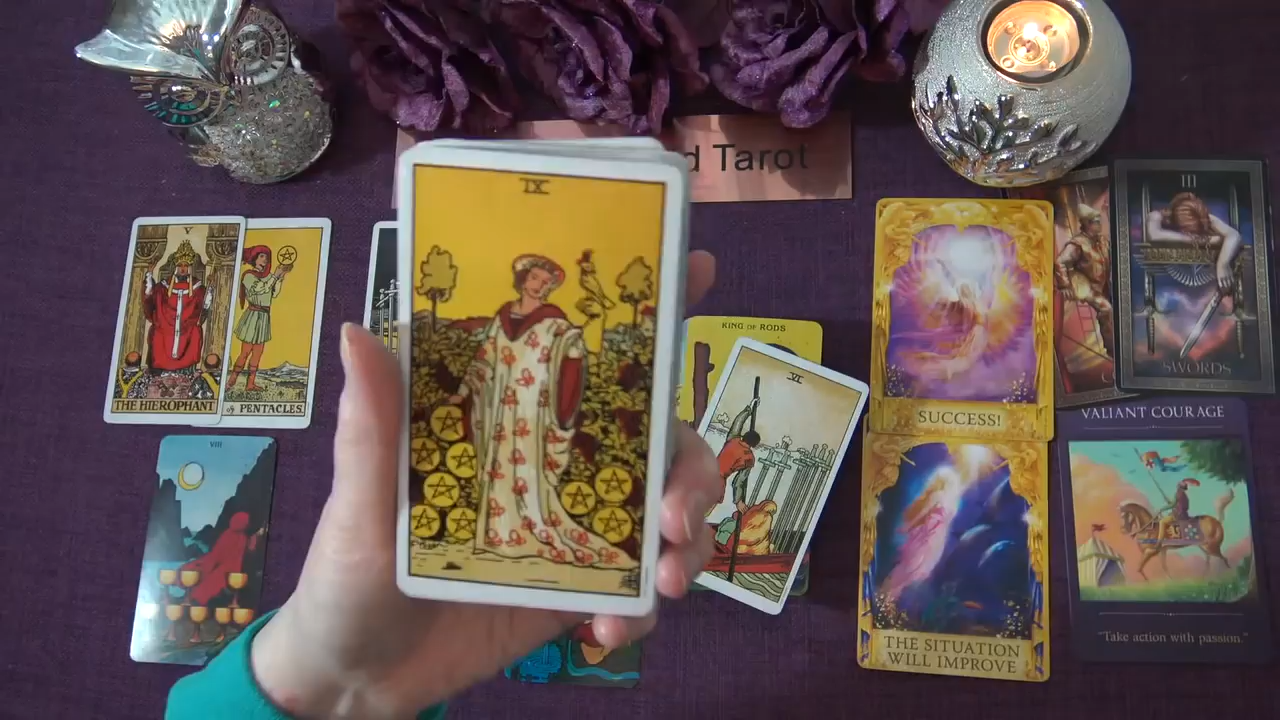 d Tarot
IX
V
THE HIEROPHANT
of PENTACLES.
VIII
KING OF RODS
VI
SUCCESS!
THE SITUATION
WILL IMPROVE
III
SWORDS
VALIANT COURAGE
"Take action with passion."